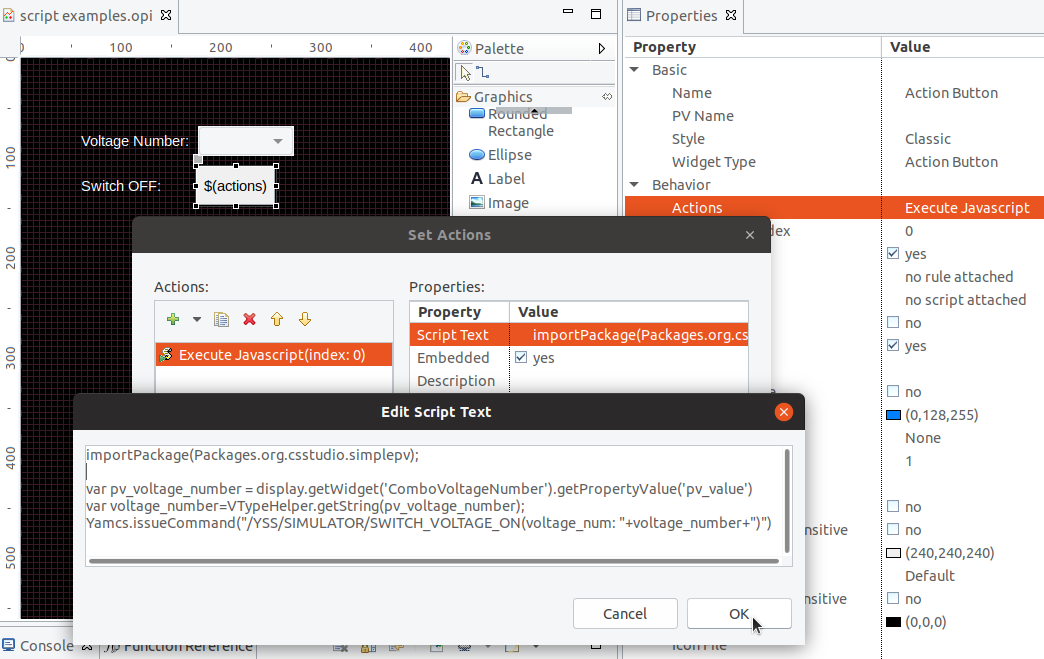 script examples.opi
Properties
0 100 200 300 400
Palette
Graphics
Rounded
Rectangle
Ellipse
Label
Image
0
100
200
300
400
500
Voltage Number:
Switch OFF:
$(actions)
Property Value
Basic
Name Action Button
PV Name
Style Classic
Widget Type Action Button
Behavior
Actions Execute Javascript
dex 0
yes
no rule attached
no script attached
no
yes
no
(0,128,255)
None
1
no
nsitive no
(240,240,240)
Default
nsitive no
(0,0,0)
Icon File
Set Actions
Actions:
Properties:
Execute Javascript(index: 0)
Property Value
Script Text importPackage(Packages.org.cs
Embedded yes
Description
Edit Script Text
importPackage(Packages.org.csstudio.simplepv);
var pv_voltage_number = display.getWidget('ComboVoltageNumber').getPropertyValue('pv_value')
var voltage_number=VTypeHelper.getString(pv_voltage_number);
Yamcs.issueCommand("/YSS/SIMULATOR/SWITCH_VOLTAGE_ON(voltage_num: "+voltage_number+")")
Cancel
OK
Console
Function Reference